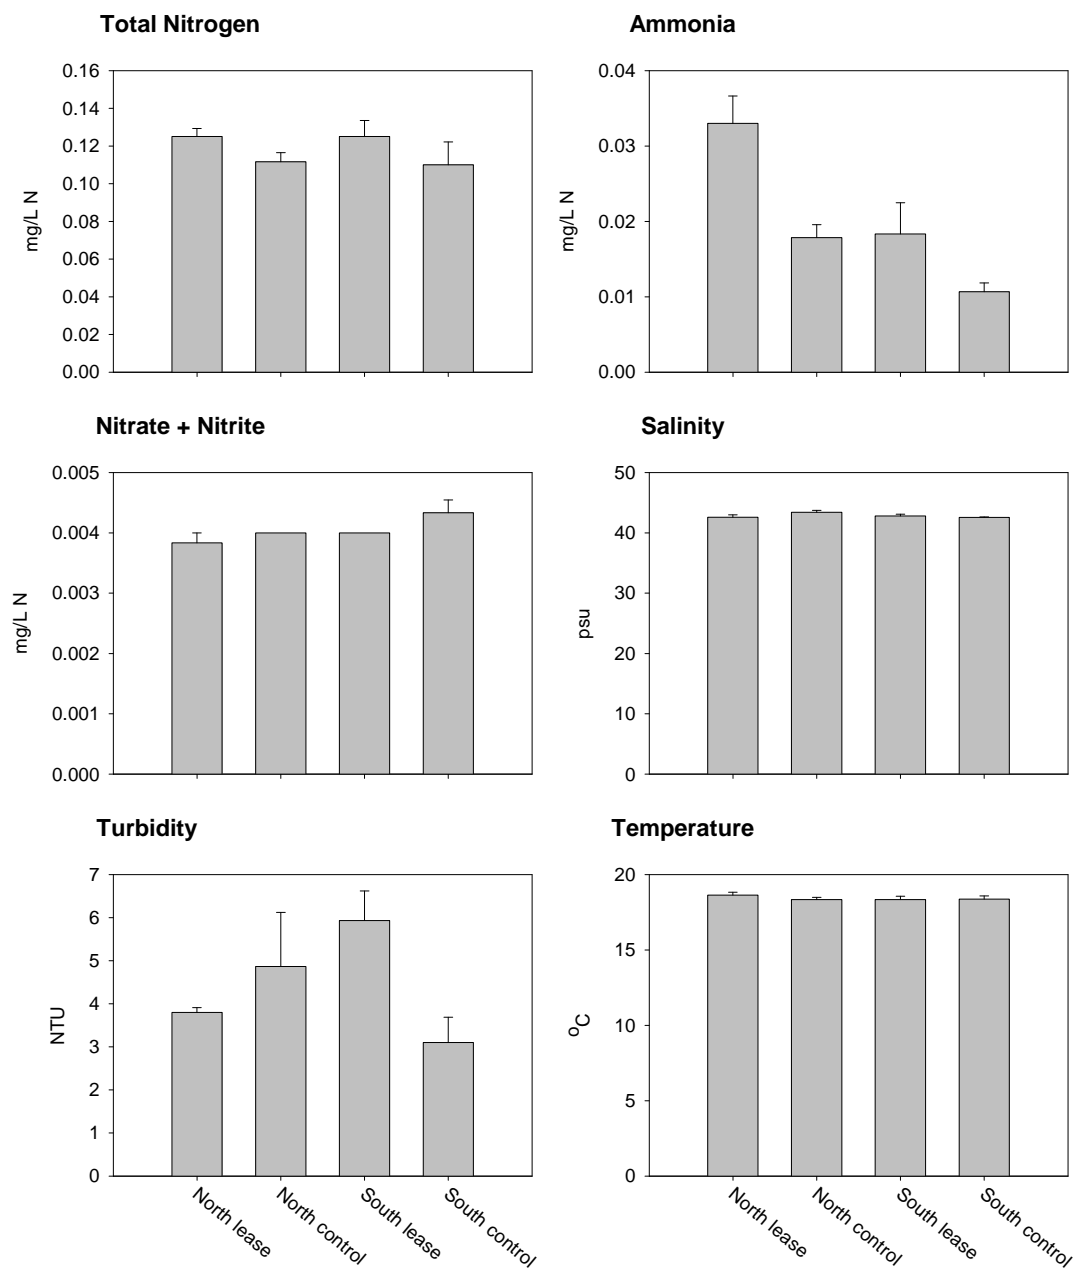 Total Nitrogen
mg/L N
0.16
0.14
0.12
0.10
0.08
0.06
0.04
0.02
0.00
Ammonia
mg/L N
0.04
0.03
0.02
0.01
0.00
Nitrate + Nitrite
mg/L N
0.005
0.004
0.003
0.002
0.001
0.000
Salinity
psu
50
40
30
20
10
0
Turbidity
NTU
7
6
5
4
3
2
1
0
North lease
North control
South lease
South control
Temperature
oC
20
15
10
5
0
North lease
North control
South lease
South control